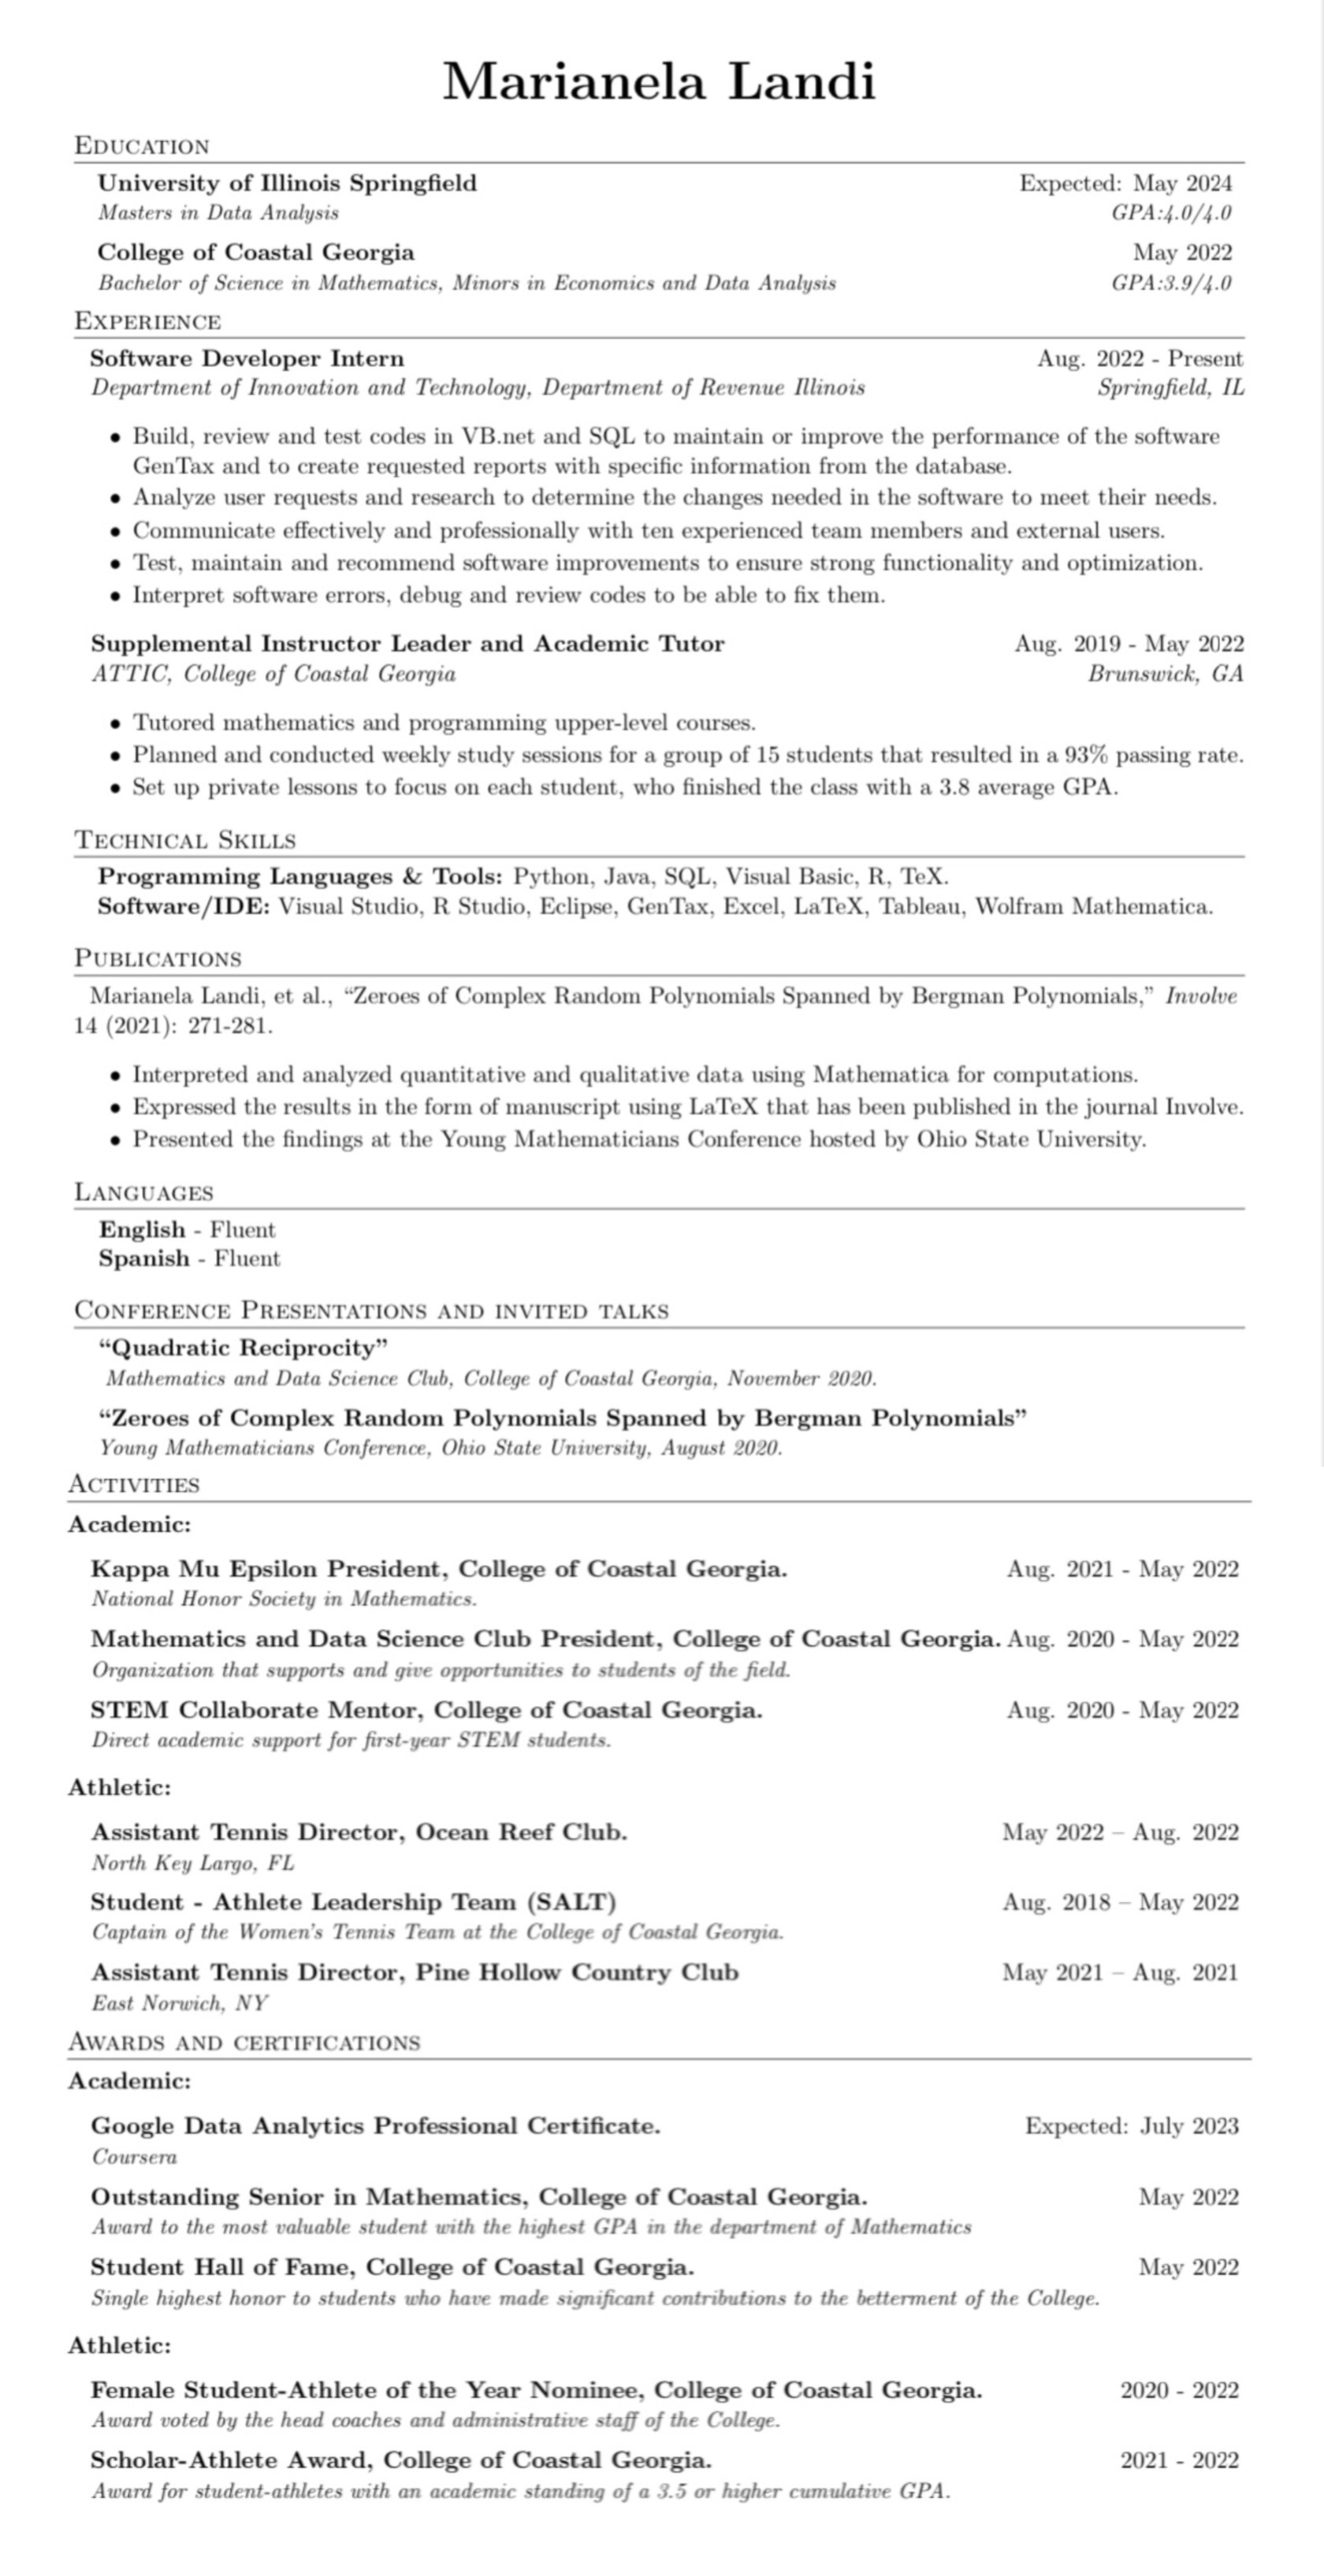 Marianela Landi
EDUCATION
University of Illinois Springfield Expected: May 2024
Masters in Data Analysis GPA:4.0/4.0
College of Coastal Georgia May 2022
Bachelor of Science in Mathematics, Minors in Economics and Data Analysis GPA:3.9/4.0
EXPERIENCE
Software Developer Intern Aug. 2022 - Present
Department of Innovation and Technology, Department of Revenue Illinois Springfield, IL
• Build, review and test codes in VB.net and SQL to maintain or improve the performance of the software
GenTax and to create requested reports with specific information from the database.
• Analyze user requests and research to determine the changes needed in the software to meet their needs.
• Communicate effectively and professionally with ten experienced team members and external users.
• Test, maintain and recommend software improvements to ensure strong functionality and optimization.
• Interpret software errors, debug and review codes to be able to fix them.
Supplemental Instructor Leader and Academic Tutor Aug. 2019 - May 2022
ATTIC, College of Coastal Georgia Brunswick, GA
• Tutored mathematics and programming upper-level courses.
• Planned and conducted weekly study sessions for a group of 15 students that resulted in a 93% passing rate.
• Set up private lessons to focus on each student, who finished the class with a 3.8 average GPA.
TECHNICAL SKILLS
Programming Languages & Tools: Python, Java, SQL, Visual Basic, R, TeX.
Software/IDE: Visual Studio, R Studio, Eclipse, GenTax, Excel, LaTeX, Tableau, Wolfram Mathematica.
PUBLICATIONS
Marianela Landi, et al., “Zeroes of Complex Random Polynomials Spanned by Bergman Polynomials,” Involve
14 (2021): 271-281.
• Interpreted and analyzed quantitative and qualitative data using Mathematica for computations.
• Expressed the results in the form of manuscript using LaTeX that has been published in the journal Involve.
• Presented the findings at the Young Mathematicians Conference hosted by Ohio State University.
LANGUAGES
English - Fluent
Spanish - Fluent
CONFERENCE PRESENTATIONS AND INVITED TALKS
“Quadratic Reciprocity”
Mathematics and Data Science Club, College of Coastal Georgia, November 2020.
“Zeroes of Complex Random Polynomials Spanned by Bergman Polynomials”
Young Mathematicians Conference, Ohio State University, August 2020.
ACTIVITIES
Academic:
Kappa Mu Epsilon President, College of Coastal Georgia. Aug. 2021 - May 2022
National Honor Society in Mathematics.
Mathematics and Data Science Club President, College of Coastal Georgia. Aug. 2020 - May 2022
Organization that supports and give opportunities to students of the field.
STEM Collaborate Mentor, College of Coastal Georgia. Aug. 2020 - May 2022
Direct academic support for first-year STEM students.
Athletic:
Assistant Tennis Director, Ocean Reef Club. May 2022 – Aug. 2022
North Key Largo, FL
Student - Athlete Leadership Team (SALT) Aug. 2018 – May 2022
Captain of the Women's Tennis Team at the College of Coastal Georgia.
Assistant Tennis Director, Pine Hollow Country Club May 2021 – Aug. 2021
East Norwich, NY
AWARDS AND CERTIFICATIONS
Academic:
Google Data Analytics Professional Certificate. Expected: July 2023
Coursera
Outstanding Senior in Mathematics, College of Coastal Georgia. May 2022
Award to the most valuable student with the highest GPA in the department of Mathematics
Student Hall of Fame, College of Coastal Georgia. May 2022
Single highest honor to students who have made significant contributions to the betterment of the College.
Athletic:
Female Student-Athlete of the Year Nominee, College of Coastal Georgia. 2020 - 2022
Award voted by the head coaches and administrative staff of the College.
Scholar-Athlete Award, College of Coastal Georgia. 2021 - 2022
Award for student-athletes with an academic standing of a 3.5 or higher cumulative GPA.